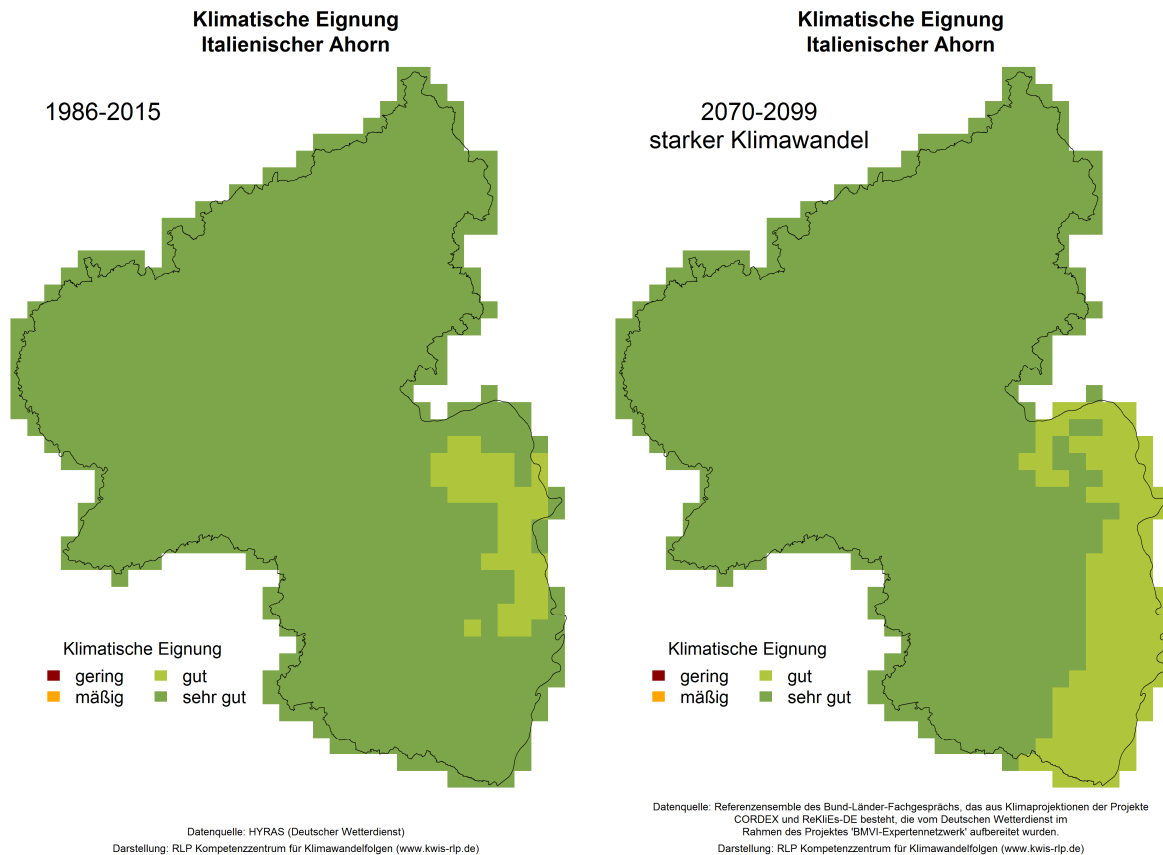 Klimatische Eignung
Italienischer Ahorn
1986-2015
Klimatische Eignung
gering
gut
mäßig
sehr gut
Datenquelle: HYRAS (Deutscher Wetterdienst)
Darstellung: RLP Kompetenzzentrum für Klimawandelfolgen (www.kwis-rlp.de)
Klimatische Eignung
Italienischer Ahorn
2070-2099
starker Klimawandel
Klimatische Eignung
gering
gut
mäßig
sehr gut
Datenquelle: Referenzensemble des Bund-Länder-Fachgesprächs, das aus Klimaprojektionen der Projekte
CORDEX und ReKliEs-DE besteht, die vom Deutschen Wetterdienst im
Rahmen des Projektes 'BMVI-Expertennetzwerk' aufbereitet wurden.
Darstellung: RLP Kompetenzzentrum für Klimawandelfolgen (www.kwis-rlp.de)